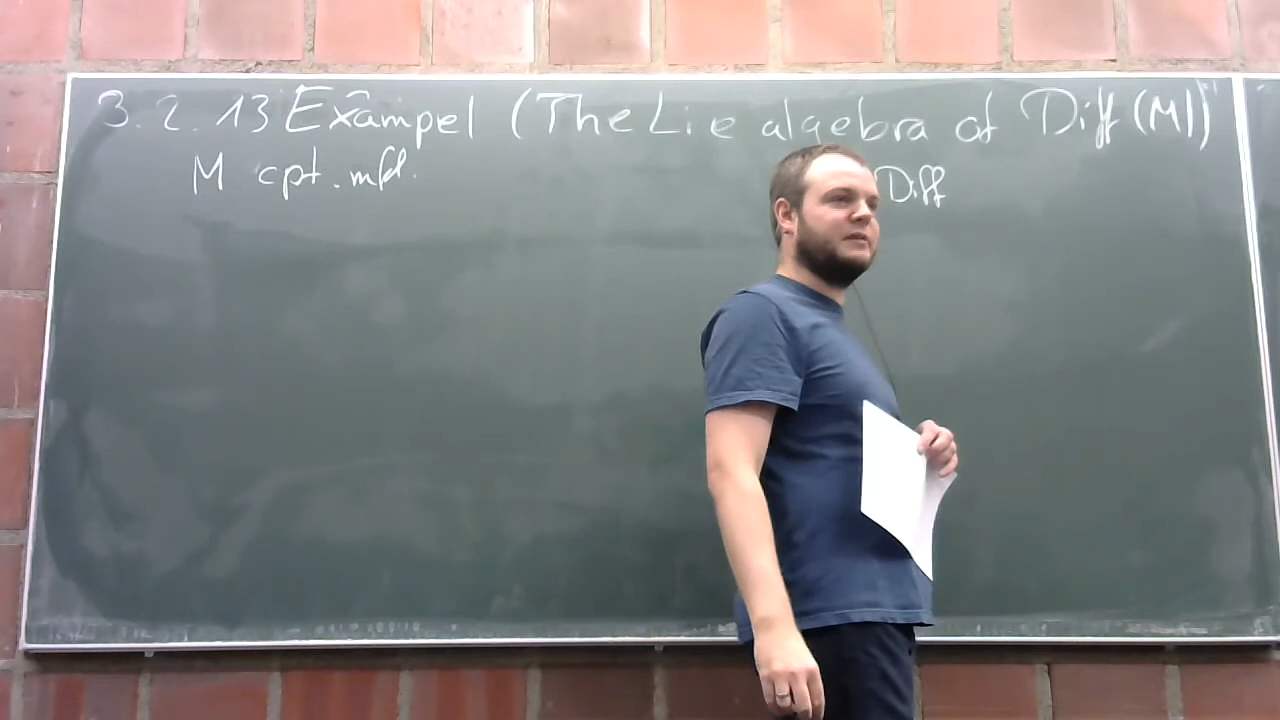 3.2.13 Exampel (The Lie algebra of Diff(M))
M cpt. mfd. Diff